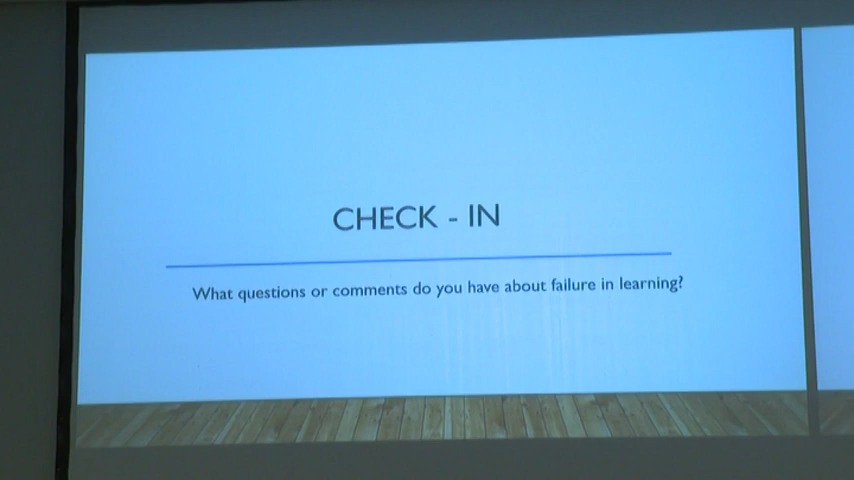 CHECK - IN
What questions or comments do you have about failure in learning?